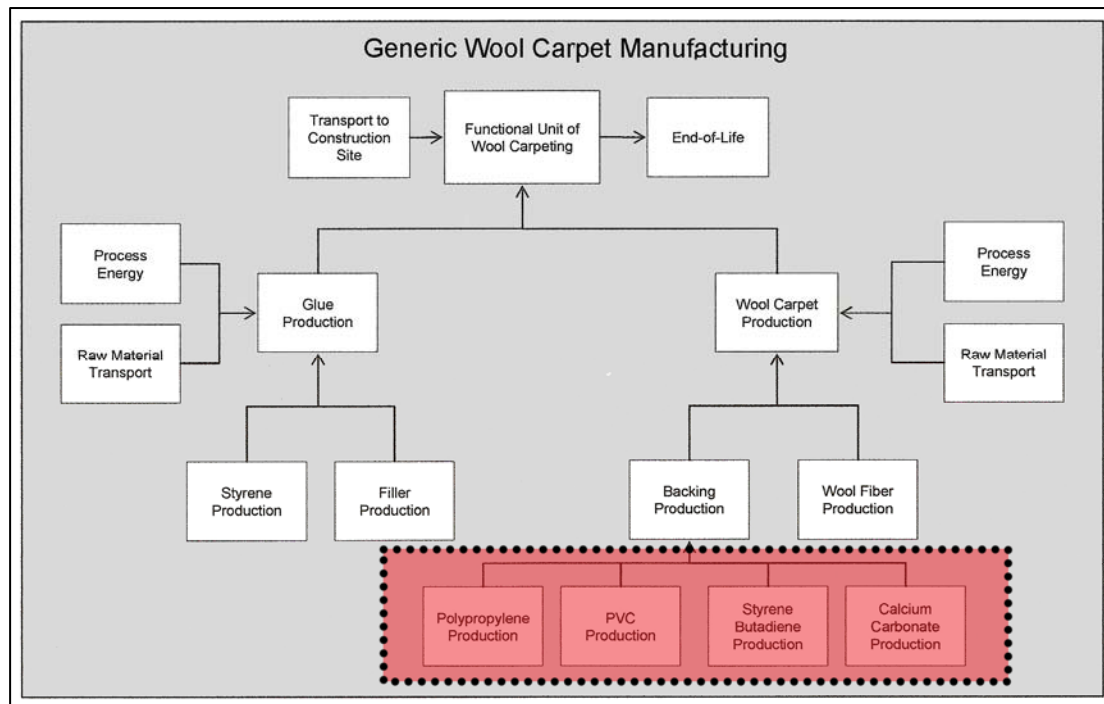 Generic Wool Carpet Manufacturing
Transport to
Construction
Site
Functional Unit of
Wool Carpeting
End-of-Life
Process
Energy
Glue
Production
Raw Material
Transport
Wool Carpet
Production
Process
Energy
Raw Material
Transport
Styrene
Production
Filler
Production
Backing
Production
Wool Fiber
Production
Polypropylene
Production
PVC
Production
Styrene
Butadiene
Production
Calcium
Carbonate
Production